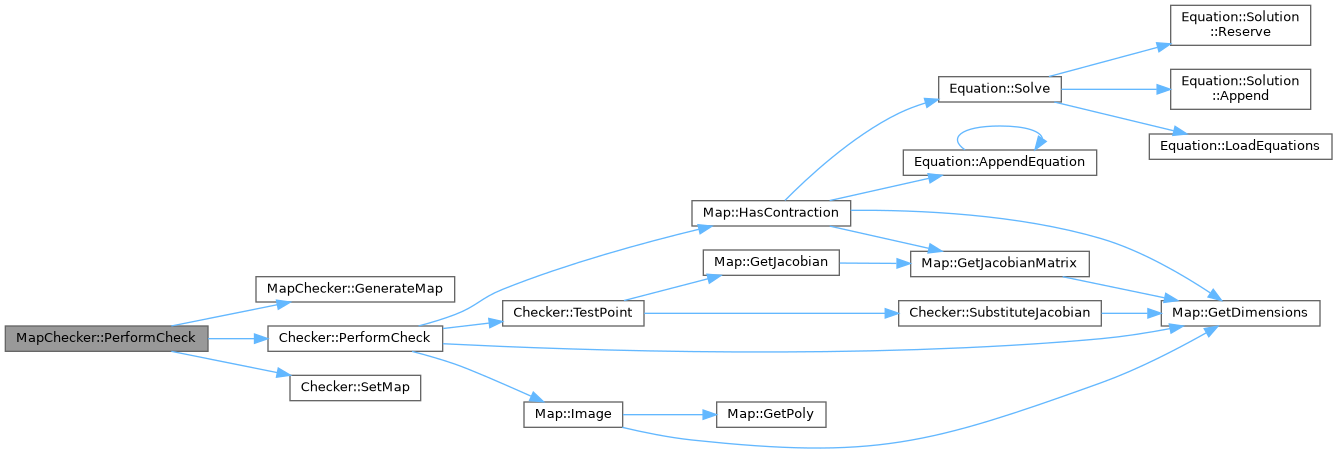 Equation::Solution
::Reserve
Equation::Solve
Equation::Solution
::Append
Equation::LoadEquations
Equation::AppendEquation
Map::HasContraction
Map::GetJacobian
Map::GetJacobianMatrix
MapChecker::GenerateMap
Checker::TestPoint
Checker::SubstituteJacobian
Map::GetDimensions
MapChecker::PerformCheck
Checker::PerformCheck
Checker::SetMap
Map::Image
Map::GetPoly